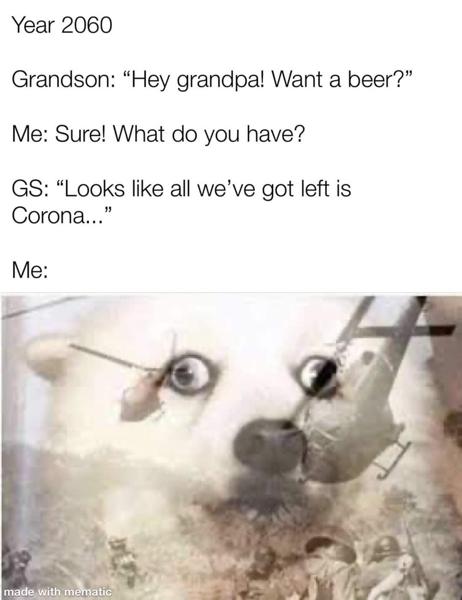 Year 2060
Grandson: “Hey grandpa! Want a beer?”
Me: Sure! What do you have?
GS: “Looks like all we’ve got left is
Corona...”
Me:
made with mematic